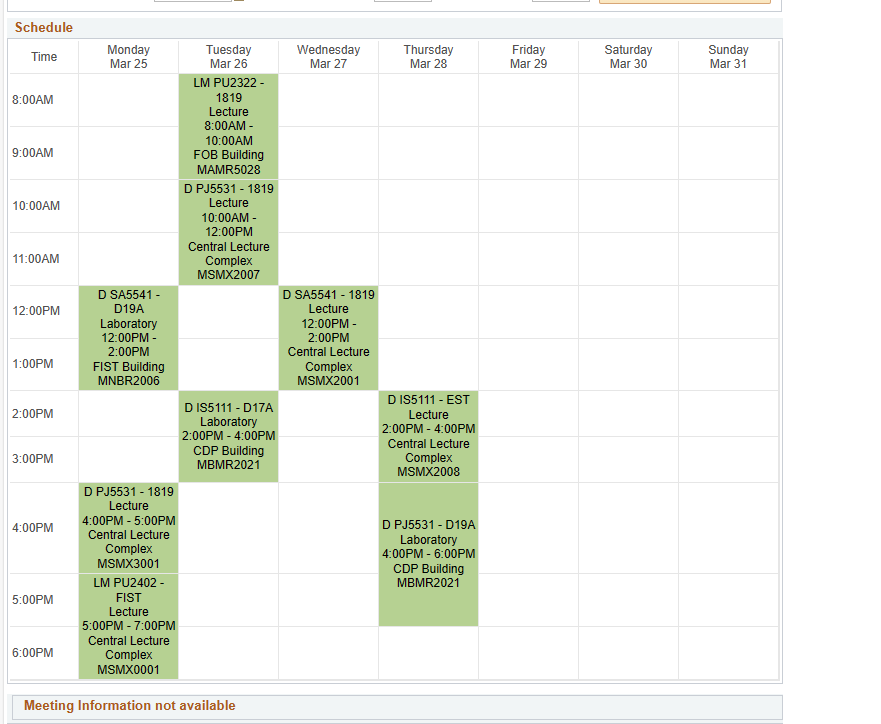 Schedule
Time
Monday
Mar 25
Tuesday
Mar 26
Wednesday
Mar 27
Thursday
Mar 28
Friday
Mar 29
Saturday
Mar 30
Sunday
Mar 31
8:00AM
LM PU2322 -
1819
Lecture
8:00AM -
10:00AM
FOB Building
MAMR5028
9:00AM
10:00AM
D PJ5531 - 1819
Lecture
10:00AM -
12:00PM
Central Lecture
Complex
MSMX2007
11:00AM
12:00PM
D SA5541 -
D19A
Laboratory
12:00PM -
2:00PM
FIST Building
MNBR2006
D SA5541 - 1819
Lecture
12:00PM -
2:00PM
Central Lecture
Complex
MSMX2001
1:00PM
2:00PM
D IS5111 - D17A
Laboratory
2:00PM - 4:00PM
CDP Building
MBMR2021
D IS5111 - EST
Lecture
2:00PM - 4:00PM
Central Lecture
Complex
MSMX2008
3:00PM
4:00PM
D PJ5531 - 1819
Lecture
4:00PM - 5:00PM
Central Lecture
Complex
MSMX3001
D PJ5531 - D19A
Laboratory
4:00PM - 6:00PM
CDP Building
MBMR2021
5:00PM
LM PU2402 -
FIST
Lecture
5:00PM - 7:00PM
Central Lecture
Complex
MSMX0001
6:00PM
Meeting Information not available